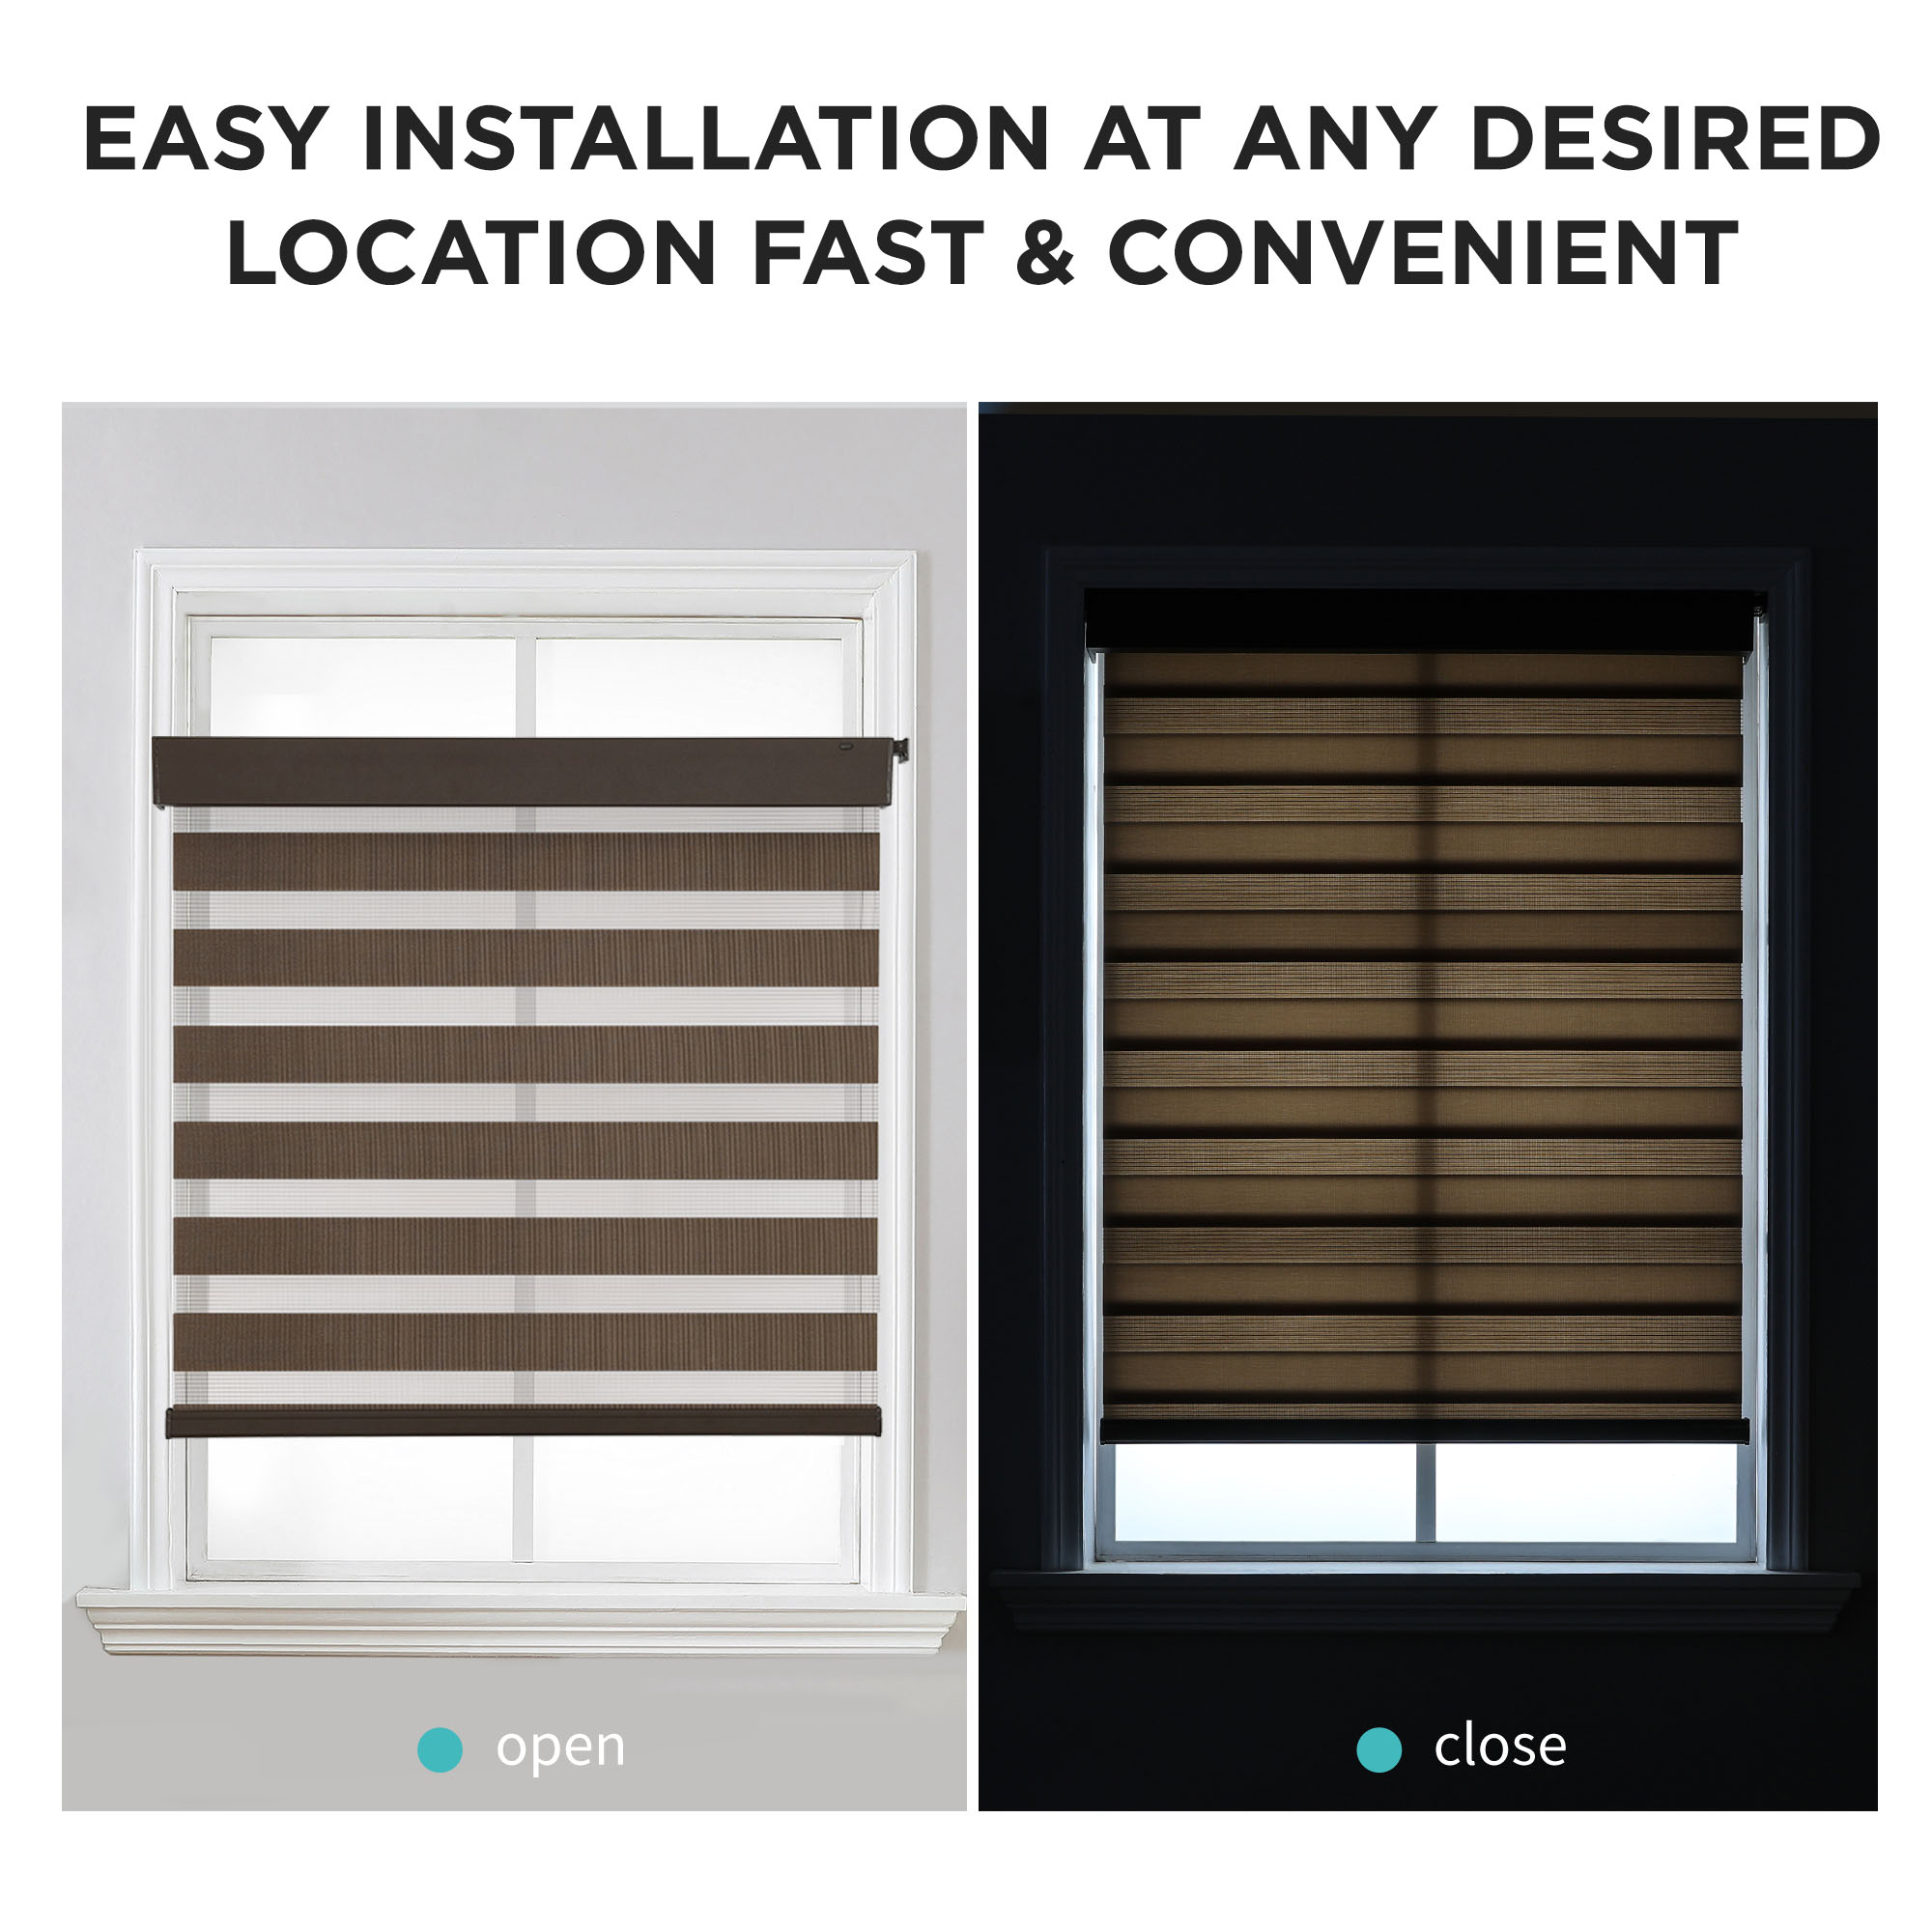 EASY INSTALLATION AT ANY DESIRED
LOCATION FAST & CONVENIENT
open
close